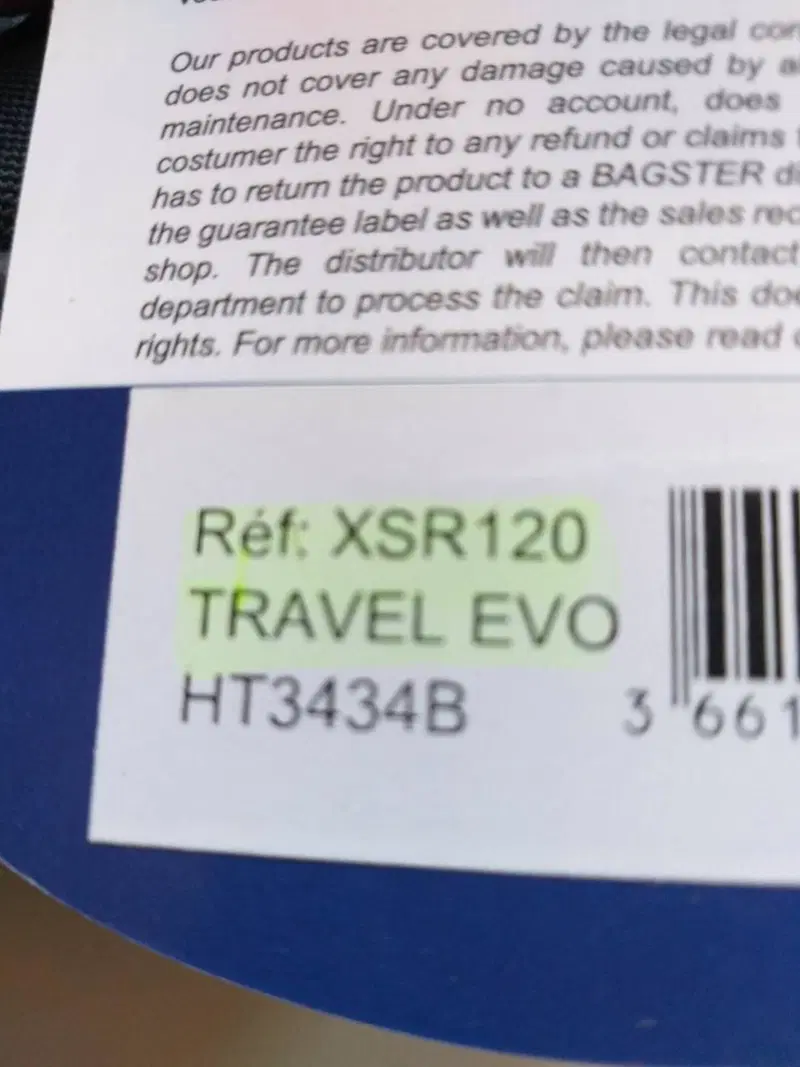 Our products are covered by the legal
does not cover any damage caused by
maintenance. Under no account, does
costumer the right to any refund or claims
has to return the product to a BAGSTER
the guarantee label as well as the sales
shop. The distributor will then contact
department to process the claim. This
rights. For more information, please read
Réf: XSR120
TRAVEL EVO
HT3434B
3 661